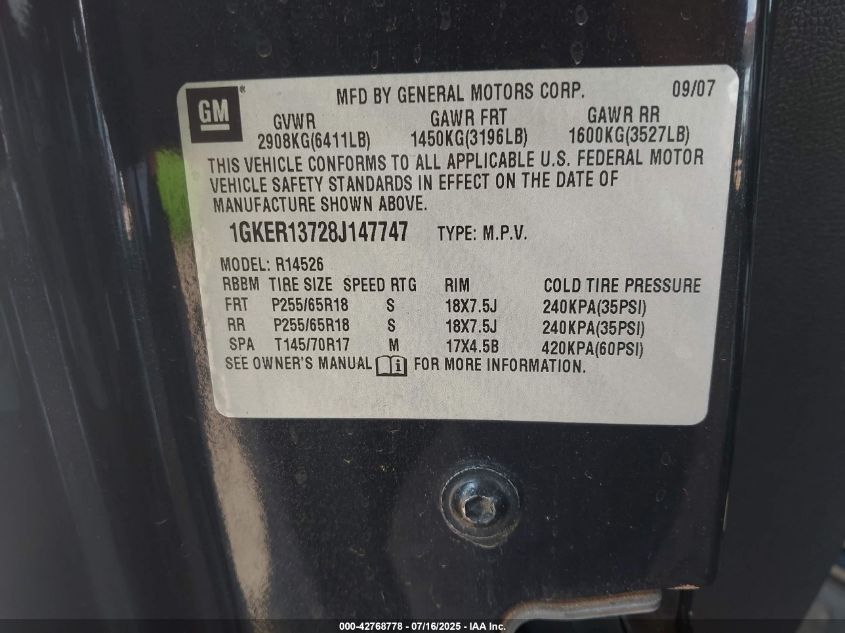 GM ® MFD BY GENERAL MOTORS CORP. 09/07
GVWR GAWR FRT GAWR RR
2908KG(6411LB) 1450KG(3196LB) 1600KG(3527LB)
THIS VEHICLE CONFORMS TO ALL APPLICABLE U.S. FEDERAL MOTOR
VEHICLE SAFETY STANDARDS IN EFFECT ON THE DATE OF
MANUFACTURE SHOWN ABOVE.
1GKER13728J147747 TYPE: M.P.V.
MODEL: R14526
RBBM TIRE SIZE SPEED RTG RIM COLD TIRE PRESSURE
FRT P255/65R18 S 18X7.5J 240KPA(35PSI)
RR P255/65R18 S 18X7.5J 240KPA(35PSI)
SPA T145/70R17 M 17X4.5B 420KPA(60PSI)
SEE OWNER'S MANUAL i FOR MORE INFORMATION.
000-42768778 - 07/16/2025 - IAA Inc.